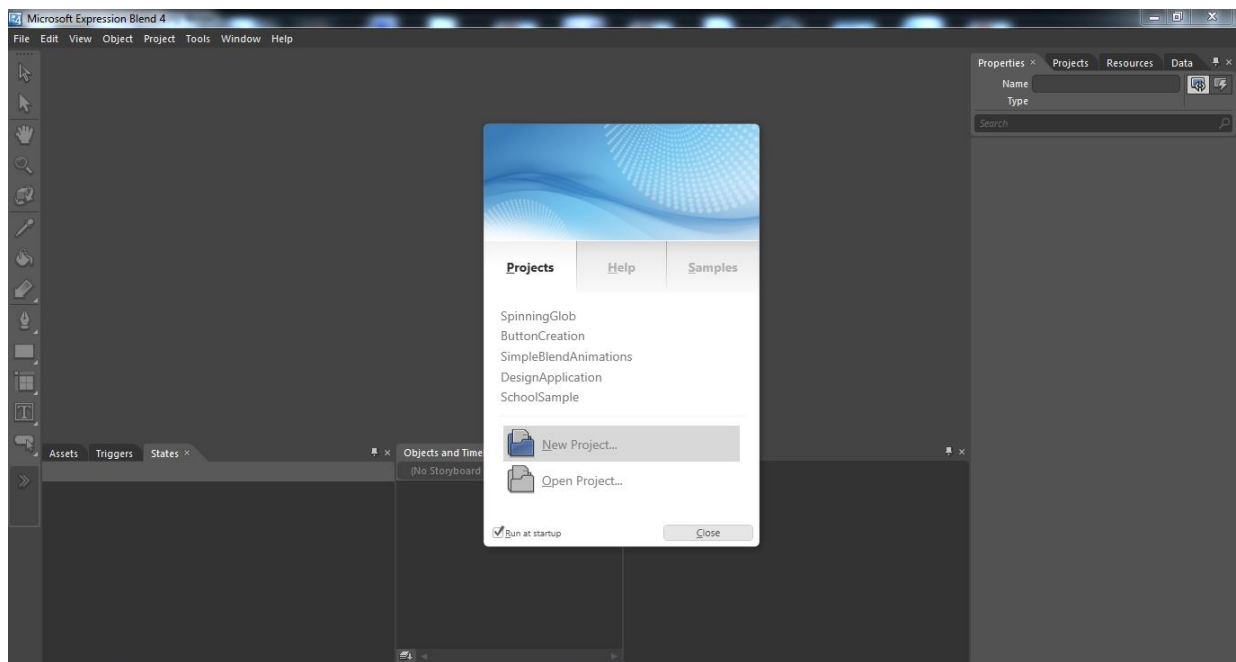 Microsoft Expression Blend 4
File Edit View Object Project Tools Window Help
Properties Projects Resources Data
Name
Type
Search
Projects Help Samples
SpinningGlob
ButtonCreation
SimpleBlendAnimations
DesignApplication
SchoolSample
New Project...
Open Project...
Run at startup Close
Assets Triggers States
Objects and Time
(No Storyboard
T